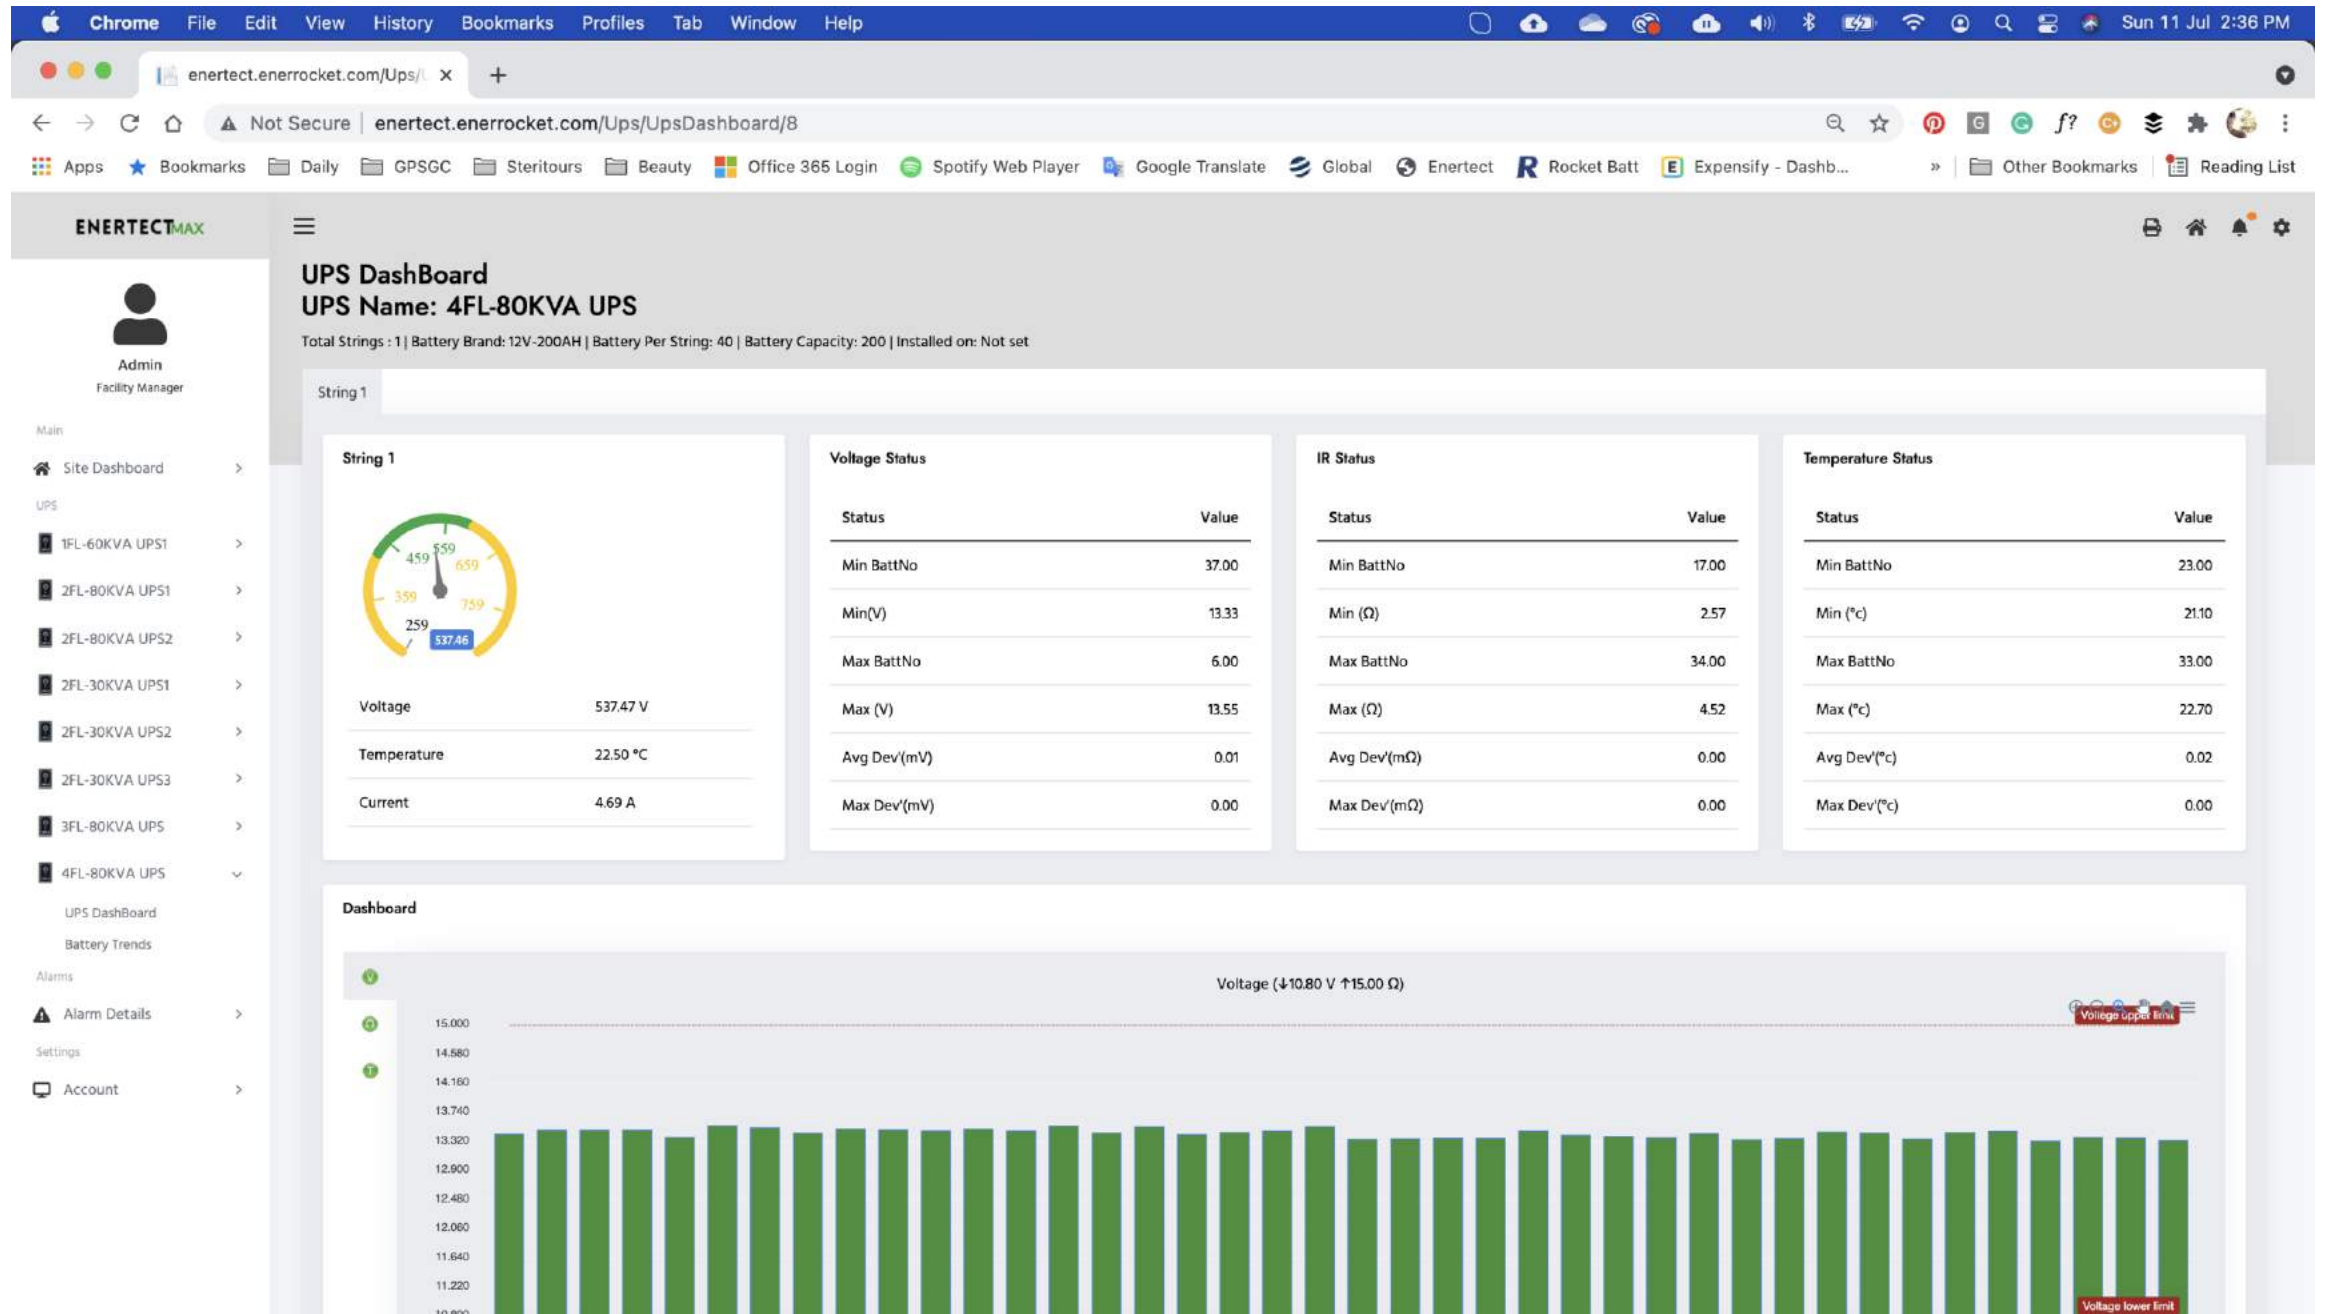 Chrome File Edit View History Bookmarks Profiles Tab Window Help Sun 11 Jul 2:36 PM
enertect.enerrocket.com/Ups/
Not Secure enertect.enerrocket.com/Ups/UpsDashboard/8
Apps Bookmarks Daily GPSGC Steritours Beauty Office 365 Login Spotify Web Player Google Translate Global Enertect Rocket Batt Expensify - Dashb... » Other Bookmarks Reading List
ENERTECTMAX
Admin
Facility Manager
Main
Site Dashboard
UPS
1FL-60KVA UPS1
2FL-80KVA UPS1
2FL-80KVA UPS2
2FL-30KVA UPS1
2FL-30KVA UPS2
2FL-30KVA UPS3
3FL-80KVA UPS
4FL-80KVA UPS
UPS DashBoard
Battery Trends
Alarms
Alarm Details
Settings
Account
UPS DashBoard
UPS Name: 4FL-80KVA UPS
Total Strings : 1 | Battery Brand: 12V-200AH | Battery Per String: 40 | Battery Capacity: 200 | Installed on: Not set
String 1
String 1
459
559
659
359
759
259
537.46
Voltage 537.47 V
Temperature 22.50 °C
Current 4.69 A
Voltage Status
Status Value
Min BattNo 37.00
Min(V) 13.33
Max BattNo 6.00
Max (V) 13.55
Avg Dev'(mV) 0.01
Max Dev'(mV) 0.00
IR Status
Status Value
Min BattNo 17.00
Min (Ω) 2.57
Max BattNo 34.00
Max (Ω) 4.52
Avg Dev'(mΩ) 0.00
Max Dev'(mΩ) 0.00
Temperature Status
Status Value
Min BattNo 23.00
Min (°c) 21.10
Max BattNo 33.00
Max (°c) 22.70
Avg Dev'(°c) 0.02
Max Dev'(°c) 0.00
Dashboard
V
T
Voltage (↓10.80 V ↑15.00 Ω)
upper limit
15.000
14.580
14.160
13.740
13.320
12.900
12.480
12.060
11.640
11.220
10.800
Voltage lower limit